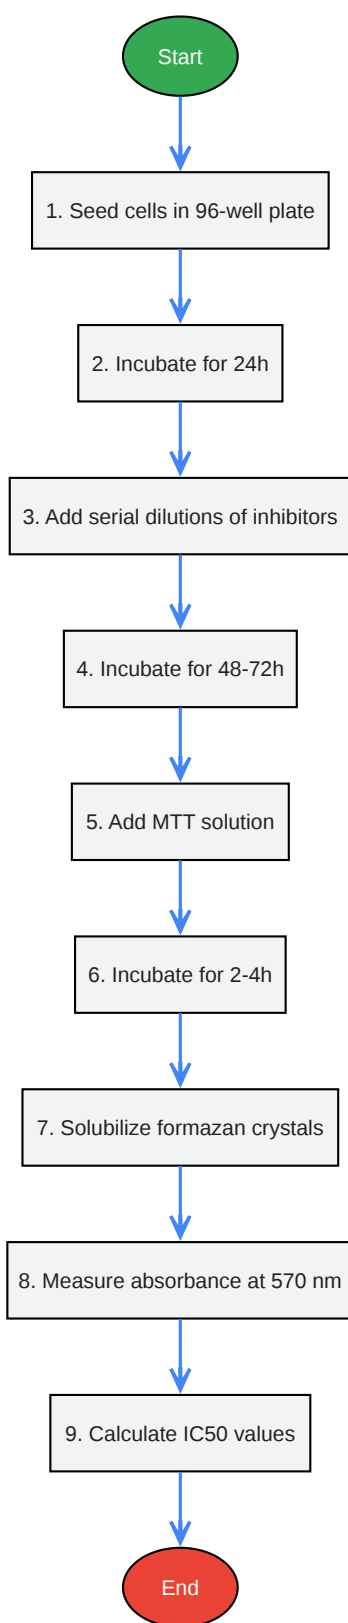 Start
1. Seed cells in 96-well plate
2. Incubate for 24h
3. Add serial dilutions of inhibitors
4. Incubate for 48-72h
5. Add MTT solution
6. Incubate for 2-4h
7. Solubilize formazan crystals
8. Measure absorbance at 570 nm
9. Calculate IC50 values
End